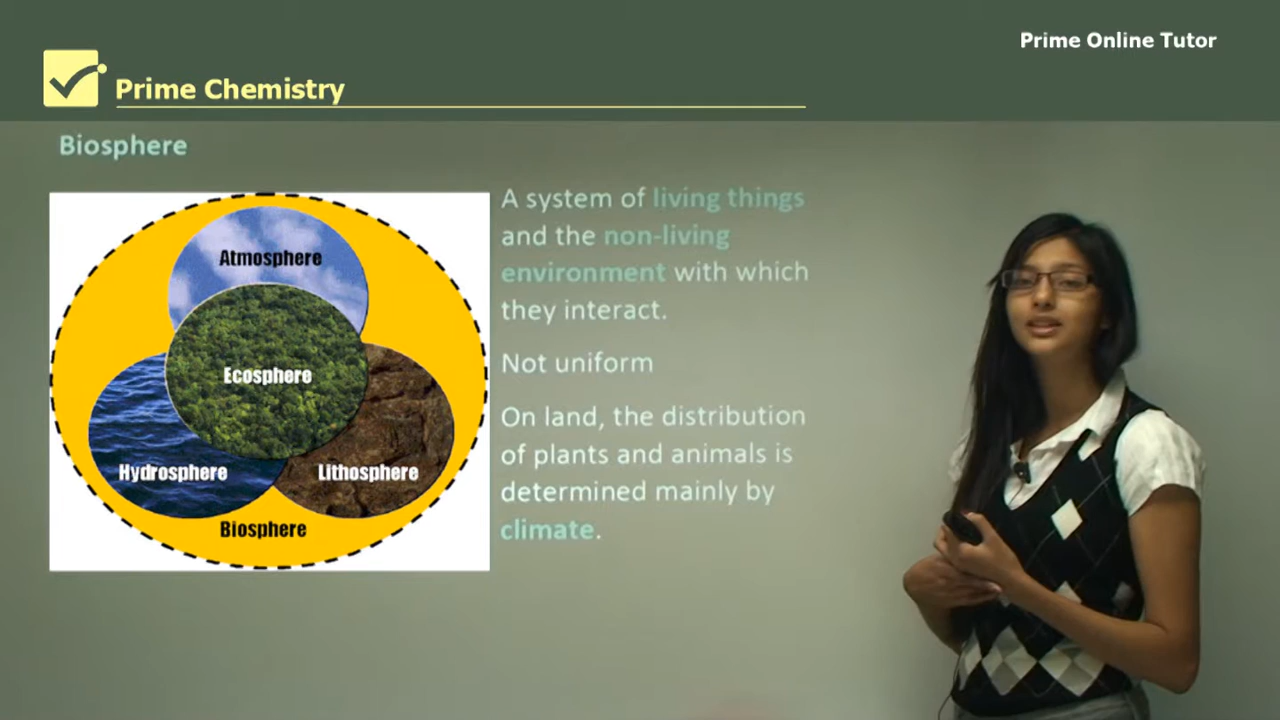 Prime Online Tutor
Prime Chemistry
Biosphere
Atmosphere
Ecosphere
Hydrosphere
Lithosphere
Biosphere
A system of living things
and the non-living
environment with which
they interact.
Not uniform
On land, the distribution
of plants and animals is
determined mainly by
climate.